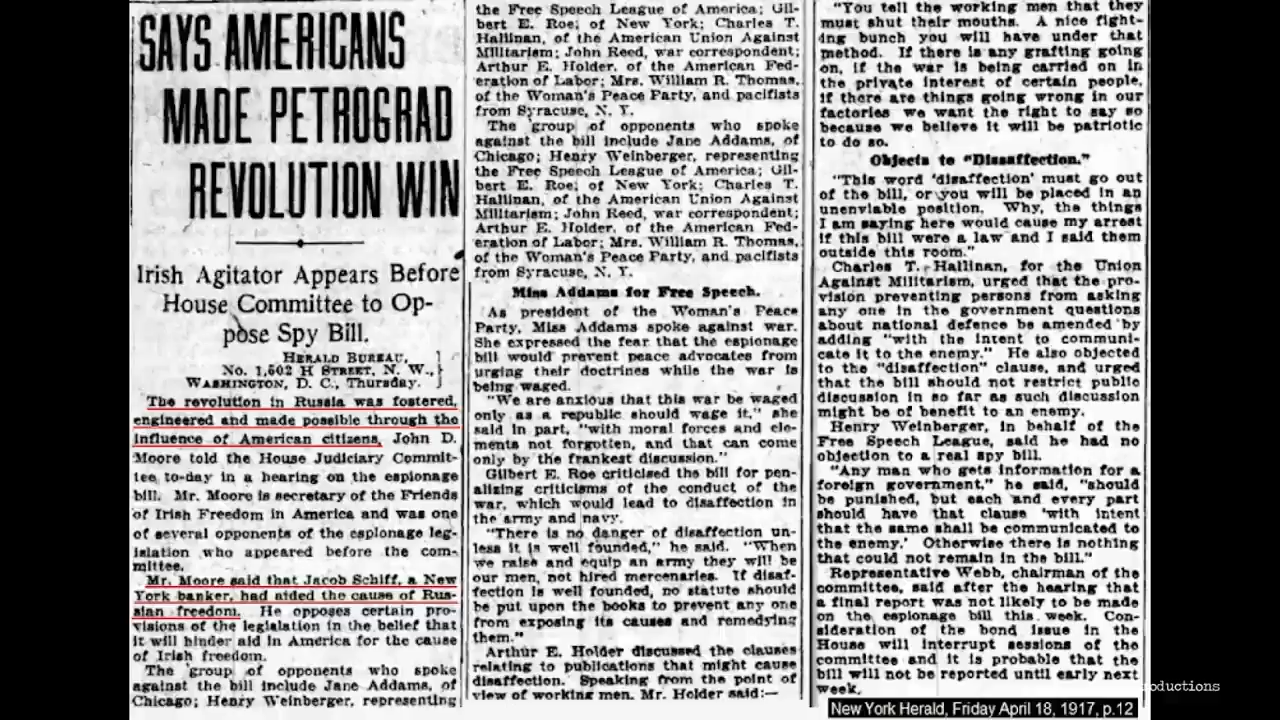 SAYS AMERICANS
MADE PETROGRAD
REVOLUTION WIN
Irish Agitator Appears Before
House Committee to Op-
pose Spy Bill.
HERALD BUREAU,
No. 1,502 H STREET, N. W.,
WASHINGTON, D. C., Thursday.
The revolution in Russia was fostered,
engineered and made possible through the
influence of American citizens, John D.
Moore told the House Judiciary Commit-
tee to-day in a hearing on the espionage
bill. Mr. Moore is secretary of the Friends
of Irish Freedom in America and was one
of several opponents of the espionage leg-
islation who appeared before the com-
mittee.
Mr. Moore said that Jacob Schiff, a New
York banker, had aided the cause of Rus-
sian freedom. He opposes certain pro-
visions of the legislation in the belief that
it will hinder aid in America for the cause
of Irish freedom.
The group of opponents who spoke
against the bill include Jane Addams, of
Chicago; Henry Weinberger, representing
the Free Speech League of America; Gil-
bert E. Roe, of New York; Charles T.
Hallinan, of the American Union Against
Militarism; John Reed, war correspondent;
Arthur E. Holder, of the American Fed-
eration of Labor; Mrs. William R. Thomas,
of the Woman's Peace Party, and pacifists
from Syracuse, N. Y.
The group of opponents who spoke
against the bill include Jane Addams, of
Chicago; Henry Weinberger, representing
the Free Speech League of America; Gil-
bert E. Roe, of New York; Charles T.
Hallinan, of the American Union Against
Militarism; John Reed, war correspondent;
Arthur E. Holder, of the American Fed-
eration of Labor; Mrs. William R. Thomas,
of the Woman's Peace Party, and pacifists
from Syracuse, N. Y.
Miss Addams for Free Speech.
As president of the Woman's Peace
Party, Miss Addams spoke against war.
She expressed the fear that the espionage
bill would prevent peace advocates from
urging their doctrines while the war is
being waged.
"We are anxious that this war be waged
only as a republic should wage it," she
said in part, "with moral forces and ele-
ments not forgotten, and that can come
only by the frankest discussion."
Gilbert E. Roe criticised the bill for pen-
alizing criticisms of the conduct of the
war, which would lead to disaffection in
the army and navy.
"There is no danger of disaffection un-
less it is well founded," he said. "When
we raise and equip an army they will be
our men, not hired mercenaries. If disaf-
fection is well founded, no statute should
be put upon the books to prevent any one
from exposing its causes and remedying
them."
Arthur E. Holder discussed the clauses
relating to publications that might cause
disaffection. Speaking from the point of
view of working men, Mr. Holder said:—
"You tell the working men that they
must shut their mouths. A nice fight-
ing bunch you will have under that
method. If there is any grafting going
on, if the war is being carried on in
the private interest of certain people,
if there are things going wrong in our
factories we want the right to say so
because we believe it will be patriotic
to do so.
Objects to "Disaffection."
"This word 'disaffection' must go out
of the bill, or you will be placed in an
unenviable position. Why, the things
I am saying here would cause my arrest
if this bill were a law and I said them
outside this room."
Charles T. Hallinan, for the Union
Against Militarism, urged that the pro-
vision preventing persons from asking
any one in the government questions
about national defence be amended by
adding "with the intent to communi-
cate it to the enemy." He also objected
to the "disaffection" clause, and urged
that the bill should not restrict public
discussion in so far as such discussion
might be of benefit to an enemy.
Henry Weinberger, in behalf of the
Free Speech League, said he had no
objection to a real spy bill.
"Any man who gets information for a
foreign government," he said, "should
be punished, but each and every part
should have that clause 'with intent
that the same shall be communicated to
the enemy.' Otherwise there is nothing
that could not remain in the bill."
Representative Webb, chairman of the
committee, said after the hearing that
a final report was not likely to be made
on the espionage bill this week. Con-
sideration of the bond issue in the
House will interrupt sessions of the
committee and it is probable that the
bill will not be reported until early next
week.
oductions
New York Herald, Friday April 18, 1917, p.12